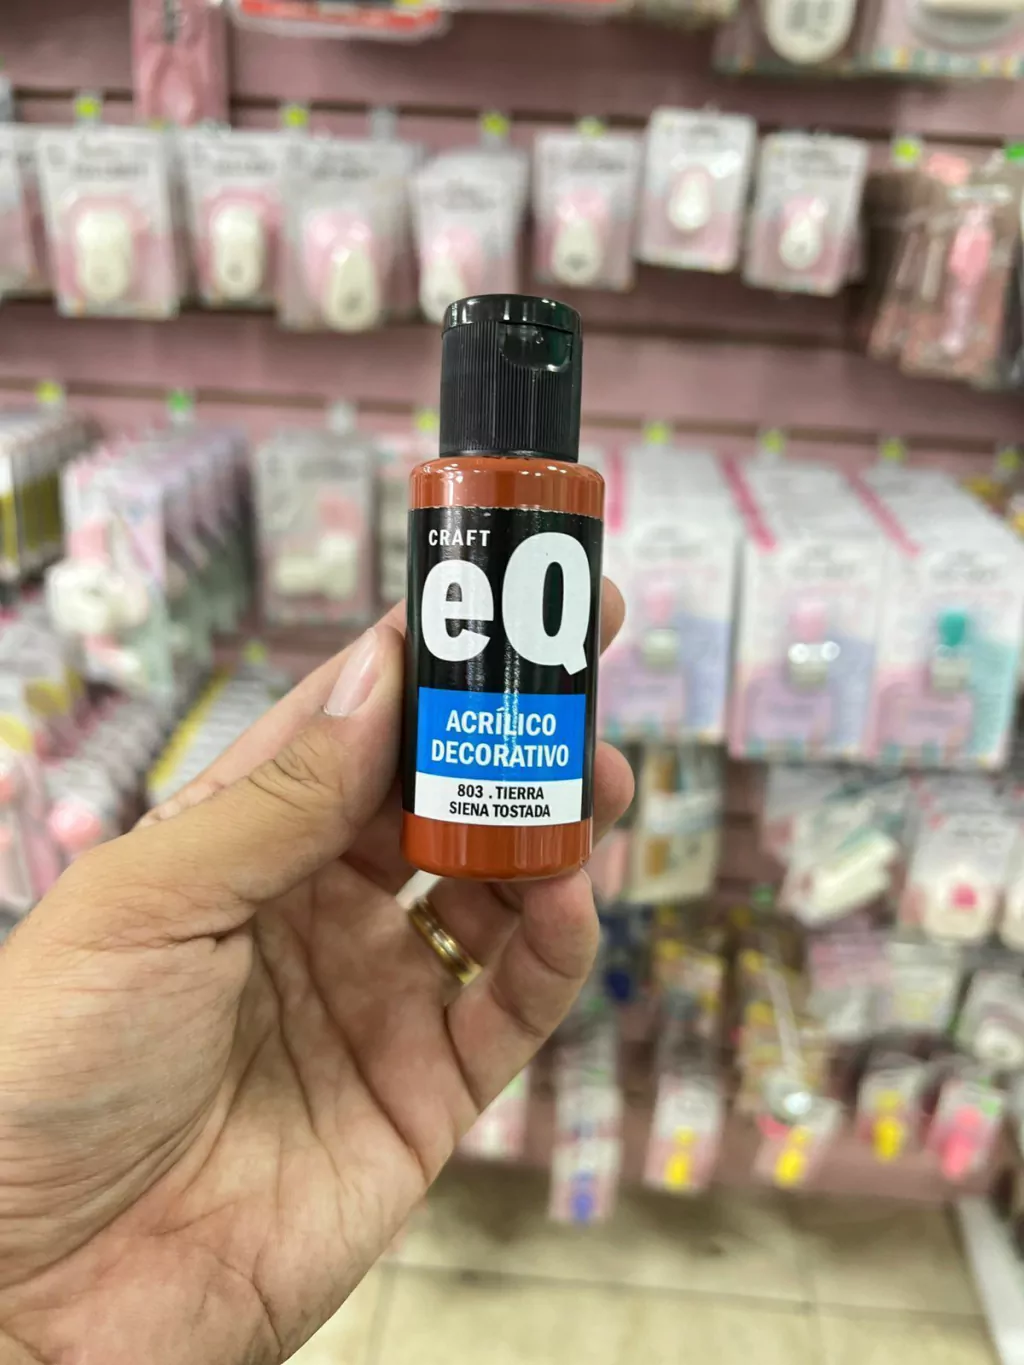 CRAFT
eQ
ACRÍLICO
DECORATIVO
803 . TIERRA
SIENA TOSTADA